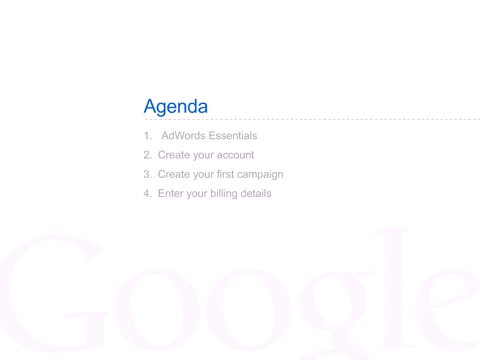 Agenda
1. AdWords Essentials
2. Create your account
3. Create your first campaign
4. Enter your billing details
Google